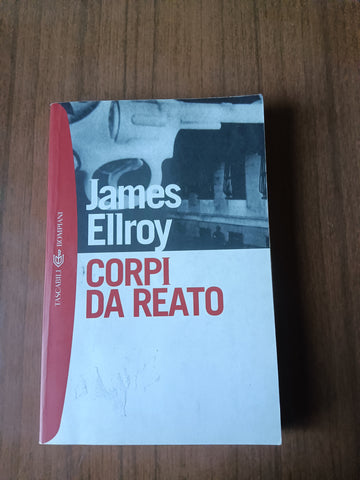 James
Ellroy
CORPI
DA REATO
TASCABILI BOMPIANI